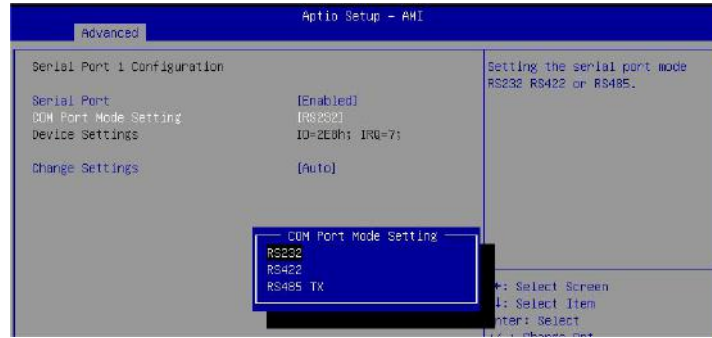 Aptio Setup - AMI
Advanced
Serial Port 1 Configuration
Serial Port [Enabled]
COM Port Mode Setting [RS232]
Device Settings IO=2E8h; IRQ=7;
Change Settings [Auto]
Setting the serial port mode
RS232 RS422 or RS485.
COM Port Mode Setting
RS232
RS422
RS485 TX
: Select Screen
: Select Item
nter: Select